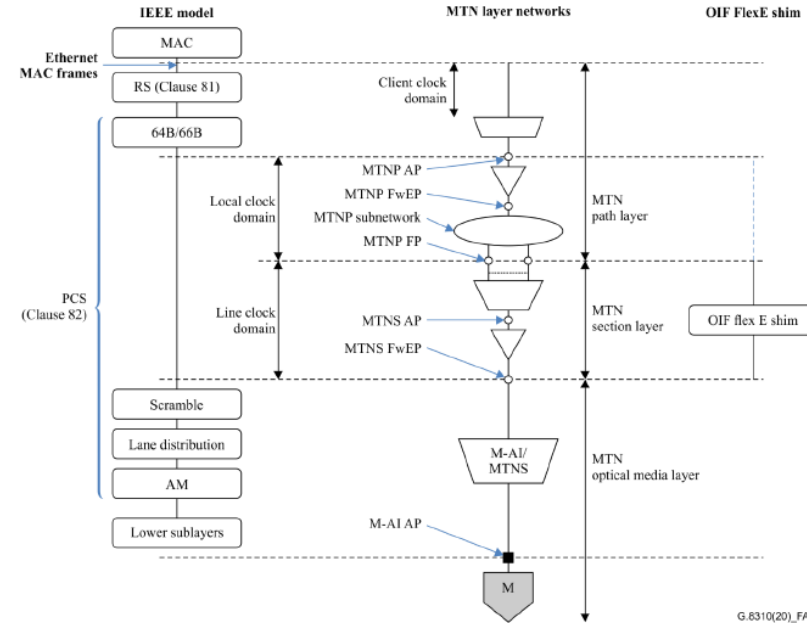 IEEE model
MTN layer networks
OIF FlexE shim
MAC
Ethernet
MAC frames
RS (Clause 81)
Client clock
domain
64B/66B
MTNP AP
MTNP FwEP
MTNP subnetwork
MTNP FP
Local clock
domain
MTN
path layer
PCS
(Clause 82)
Line clock
domain
MTNS AP
MTNS FwEP
MTN
section layer
OIF flex E shim
Scramble
Lane distribution
AM
Lower sublayers
M-AI/
MTNS
MTN
optical media layer
M-AI AP
M
G.8310(20)_FA